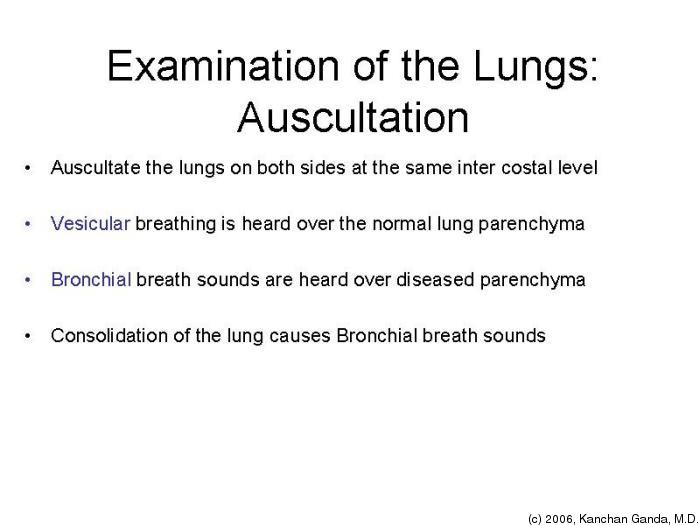 Examination of the Lungs:
Auscultation
• Auscultate the lungs on both sides at the same inter costal level
• Vesicular breathing is heard over the normal lung parenchyma
• Bronchial breath sounds are heard over diseased parenchyma
• Consolidation of the lung causes Bronchial breath sounds
(c) 2006, Kanchan Ganda, M.D.